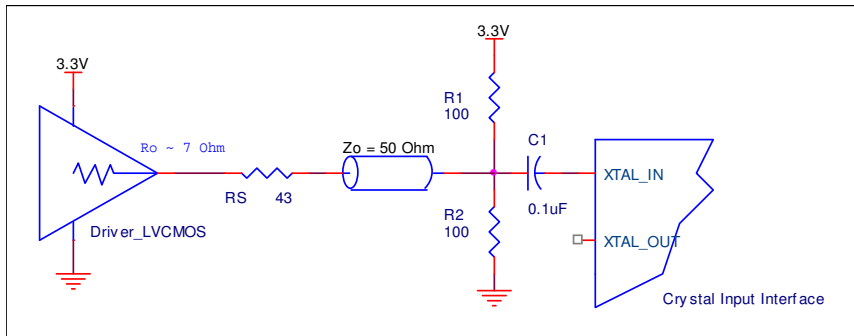 3.3V
3.3V
R1
100
C1
Ro ~ 7 Ohm
Zo = 50 Ohm
XTAL_IN
RS 43
0.1uF
R2
100
Driver_LVCMOS
XTAL_OUT
Crystal Input Interface